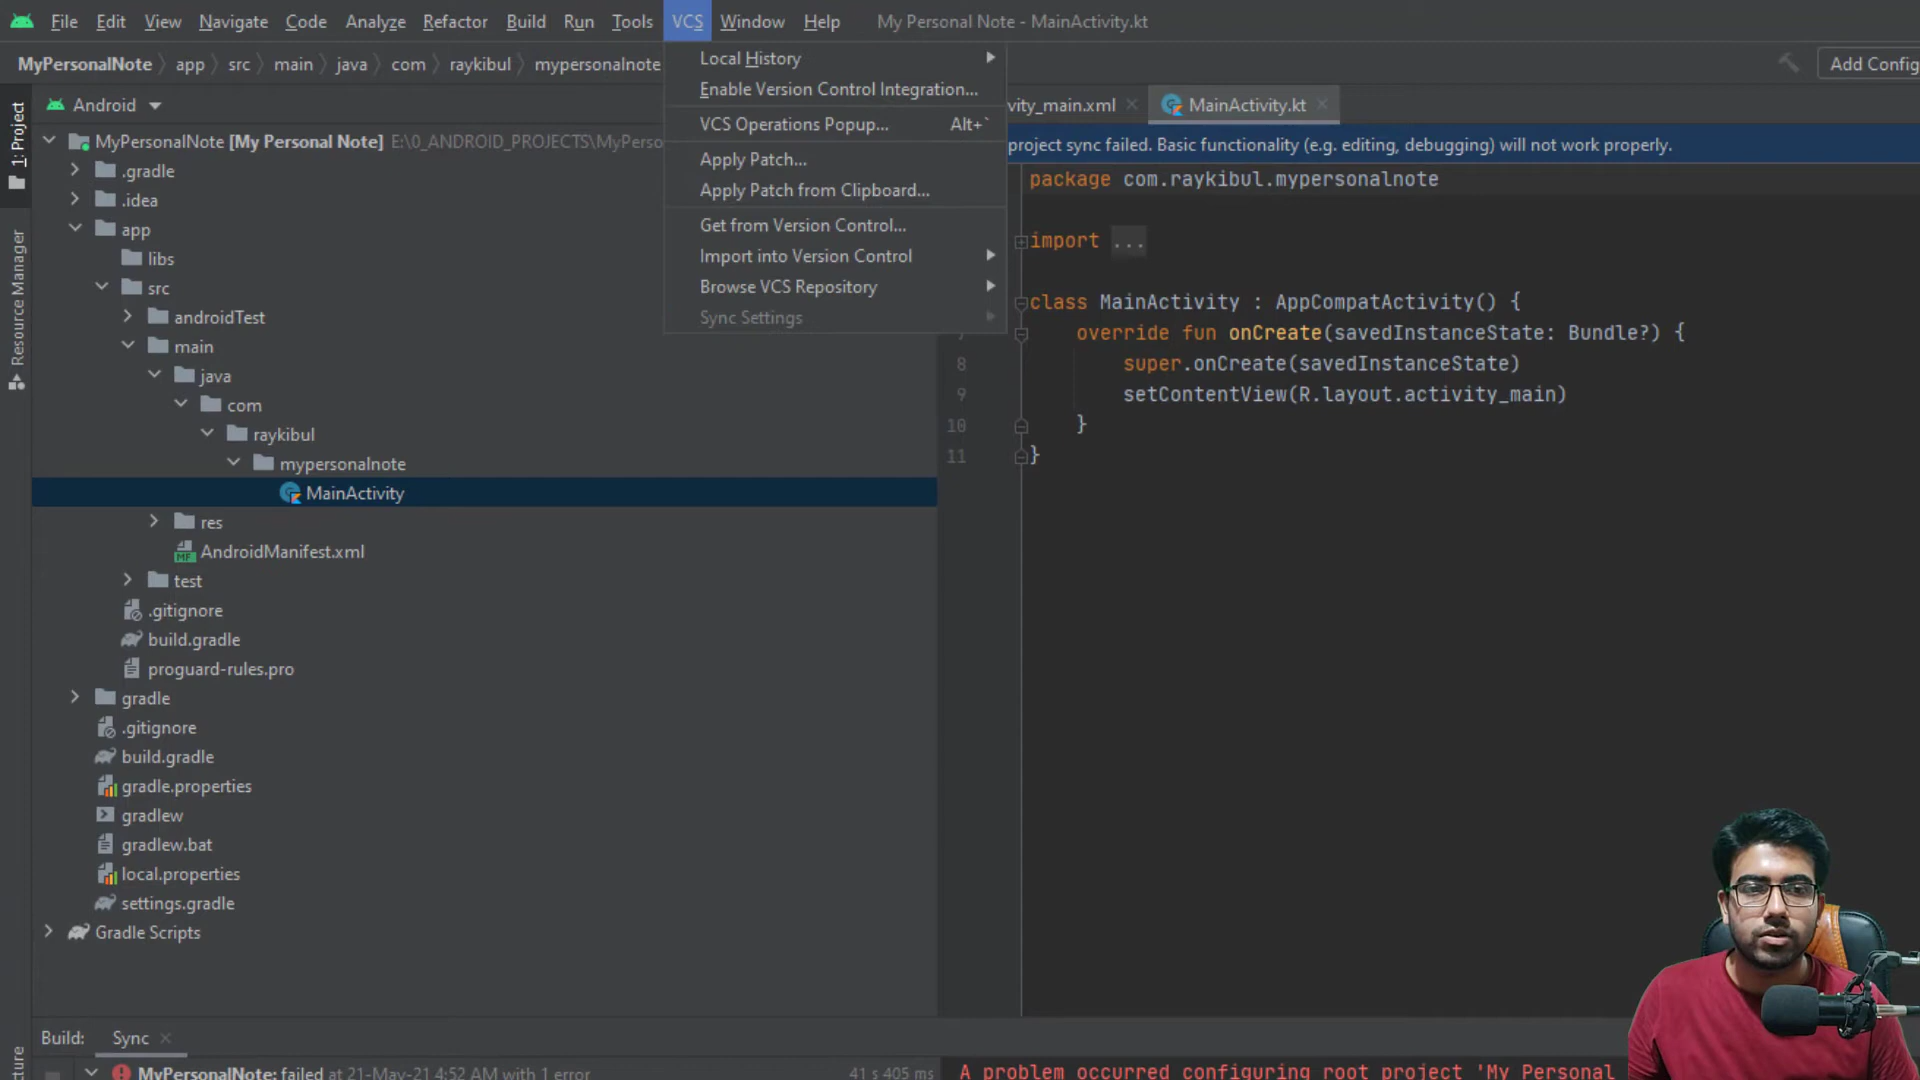 File Edit View Navigate Code Analyze Refactor Build Run Tools VCS Window Help My Personal Note - MainActivity.kt
MyPersonalNote app src main java com raykibul mypersonalnote
Add Config
Local History
Enable Version Control Integration...
VCS Operations Popup... Alt+`
Apply Patch...
Apply Patch from Clipboard...
Get from Version Control...
Import into Version Control
Browse VCS Repository
Sync Settings
1: Project
Resource Manager
Android
MyPersonalNote [My Personal Note] E:\0_ANDROID_PROJECTS\MyPerso
.gradle
.idea
app
libs
src
androidTest
main
java
com
raykibul
mypersonalnote
MainActivity
res
AndroidManifest.xml
test
.gitignore
build.gradle
proguard-rules.pro
gradle
.gitignore
build.gradle
gradle.properties
gradlew
gradlew.bat
local.properties
settings.gradle
Gradle Scripts
vity_main.xml MainActivity.kt
project sync failed. Basic functionality (e.g. editing, debugging) will not work properly.
package com.raykibul.mypersonalnote
import ...
class MainActivity : AppCompatActivity() {
override fun onCreate(savedInstanceState: Bundle?) {
8 super.onCreate(savedInstanceState)
9 setContentView(R.layout.activity_main)
10 }
11 }
Build: Sync
MyPersonalNote: failed at 21-May-21 4:52 AM with 1 error 41 s 405 ms
A problem occurred configuring root project 'My Personal